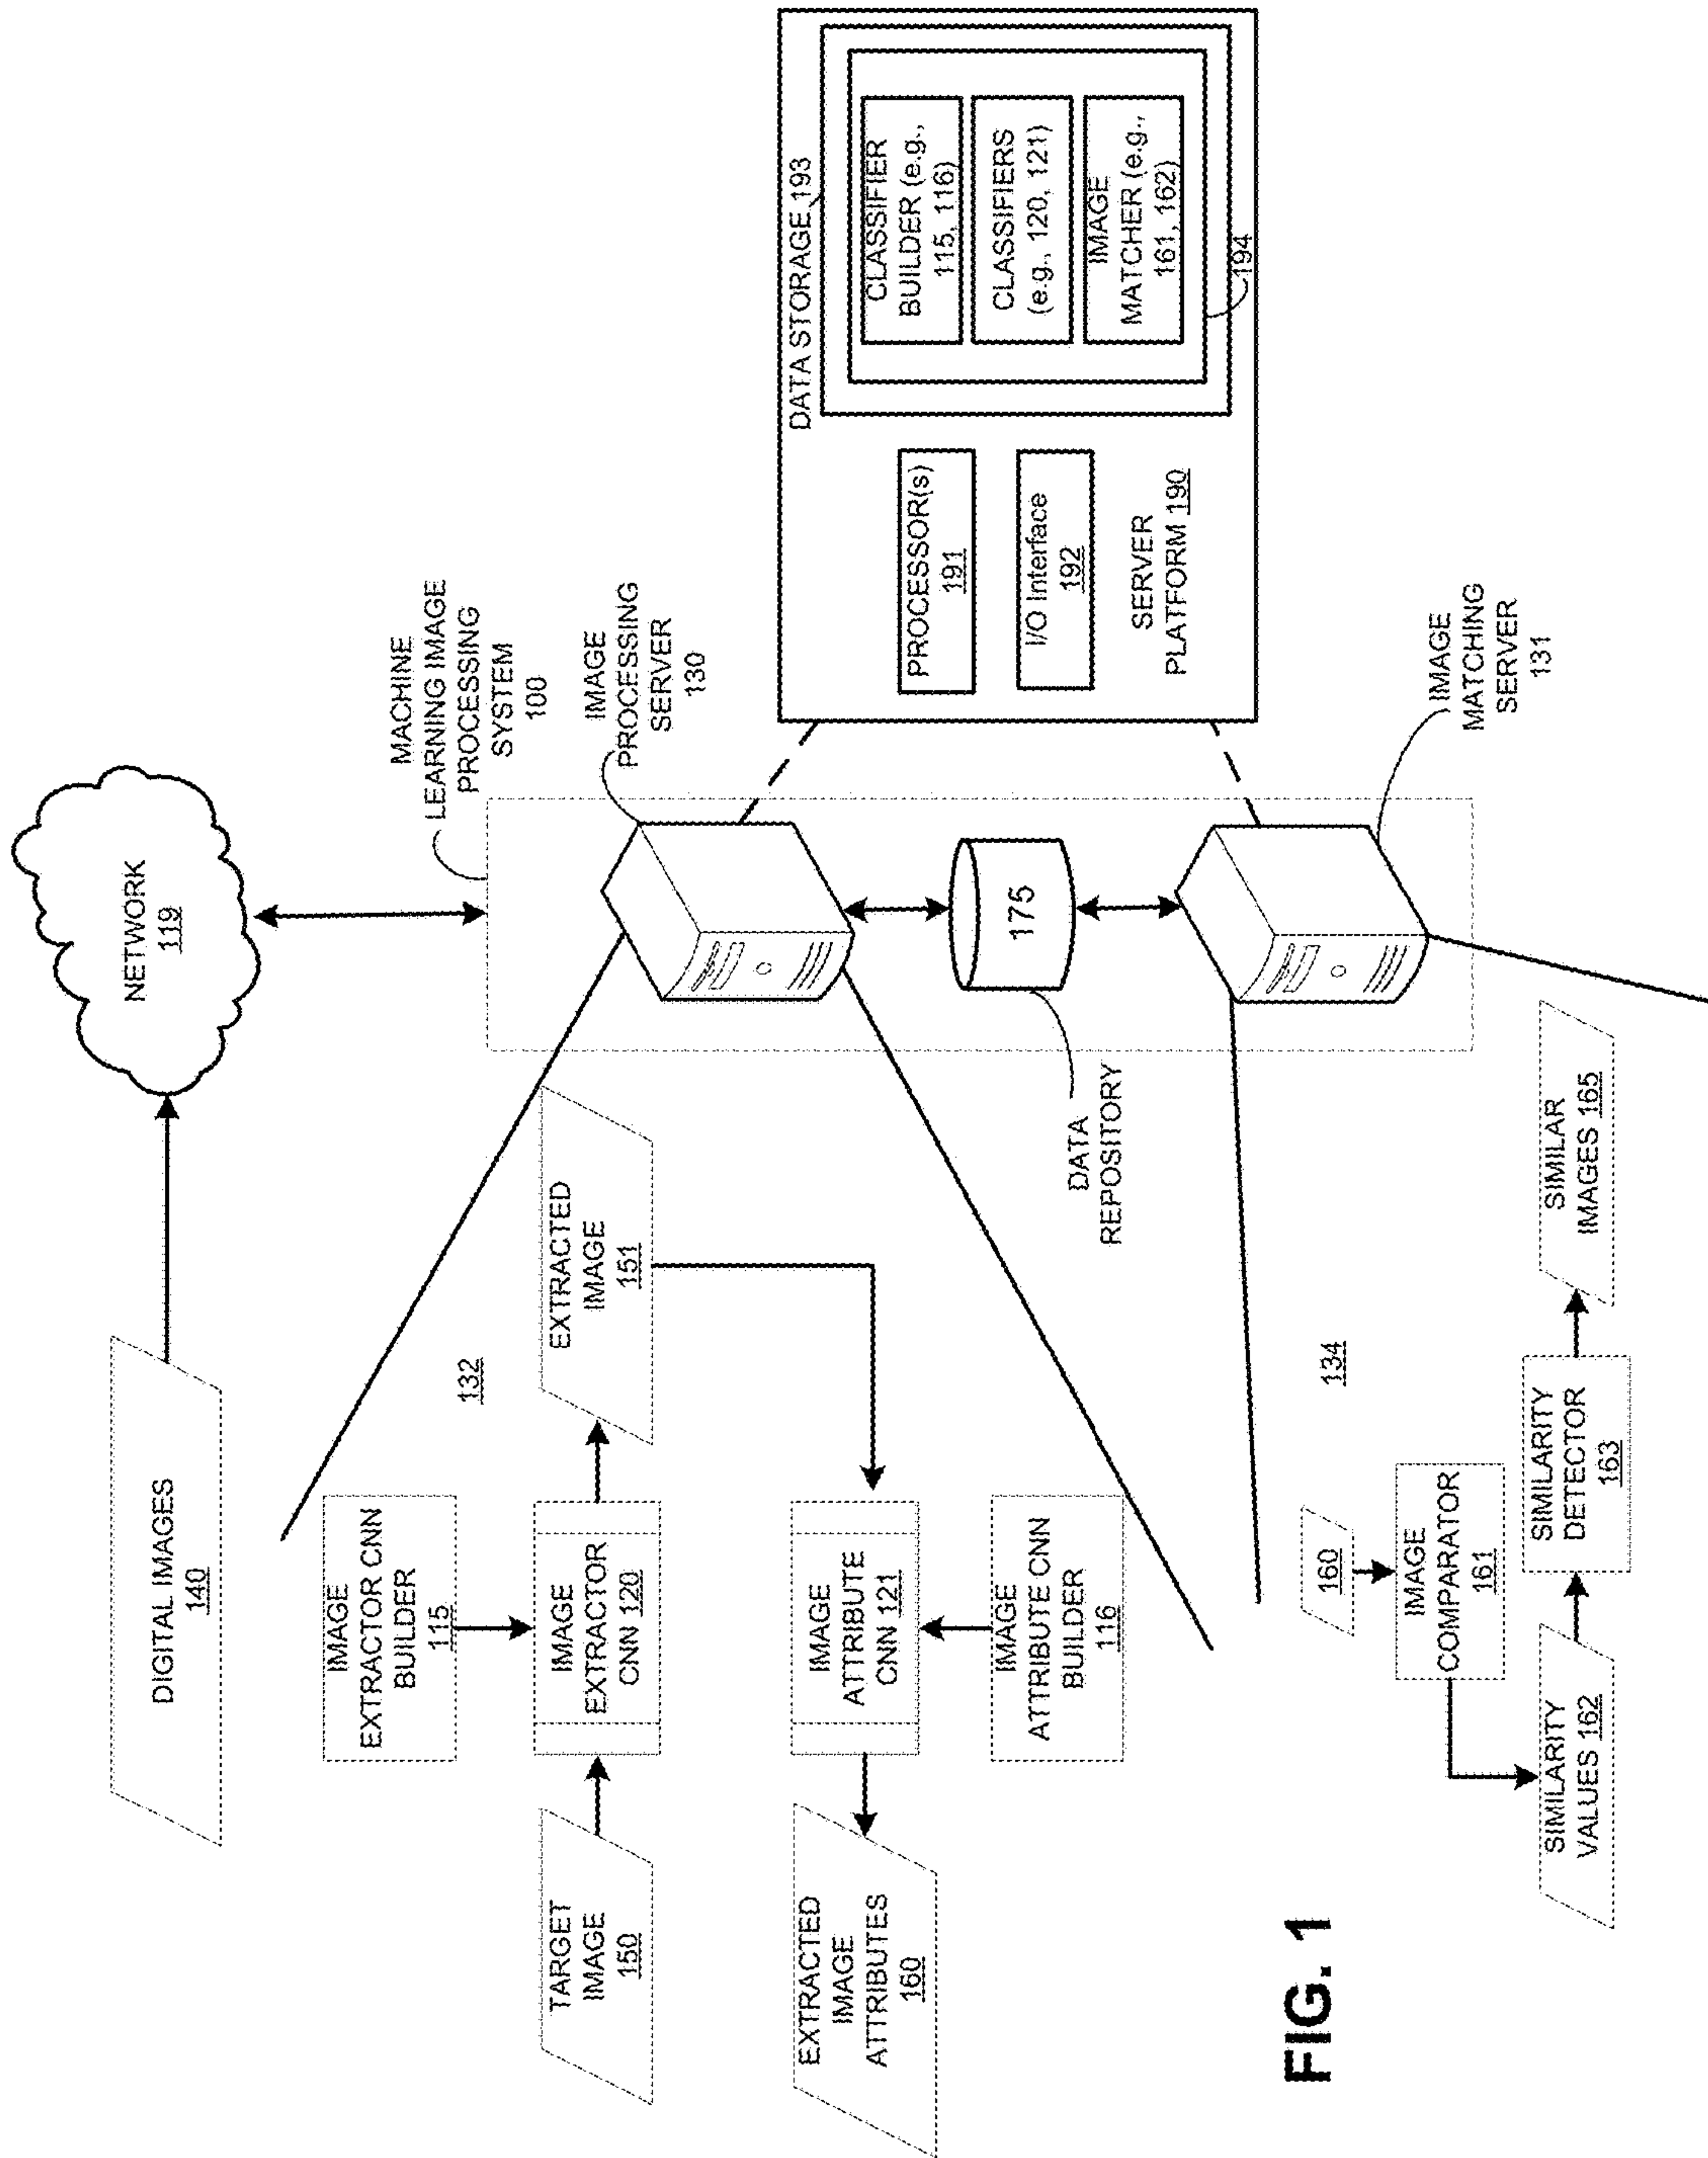 DIGITAL IMAGES
140
NETWORK
119
IMAGE
EXTRACTOR CNN
BUILDER
115
132
MACHINE
LEARNING IMAGE
PROCESSING
SYSTEM
100
TARGET
IMAGE
150
IMAGE
EXTRACTOR
CNN 120
EXTRACTED
IMAGE
151
IMAGE
PROCESSING
SERVER
130
EXTRACTED
IMAGE
ATTRIBUTES
160
IMAGE
ATTRIBUTE
CNN 121
IMAGE
ATTRIBUTE CNN
BUILDER
116
175
DATA
REPOSITORY
DATA STORAGE 193
PROCESSOR(s)
191
I/O Interface
192
SERVER
PLATFORM 190
CLASSIFIER
BUILDER (e.g.,
115, 116)
CLASSIFIERS
(e.g., 120, 121)
IMAGE
MATCHER (e.g.,
161, 162)
194
134
160
IMAGE
COMPARATOR
161
SIMILARITY
VALUES 162
SIMILARITY
DETECTOR
163
SIMILAR
IMAGES 165
IMAGE
MATCHING
SERVER
131
FIG. 1